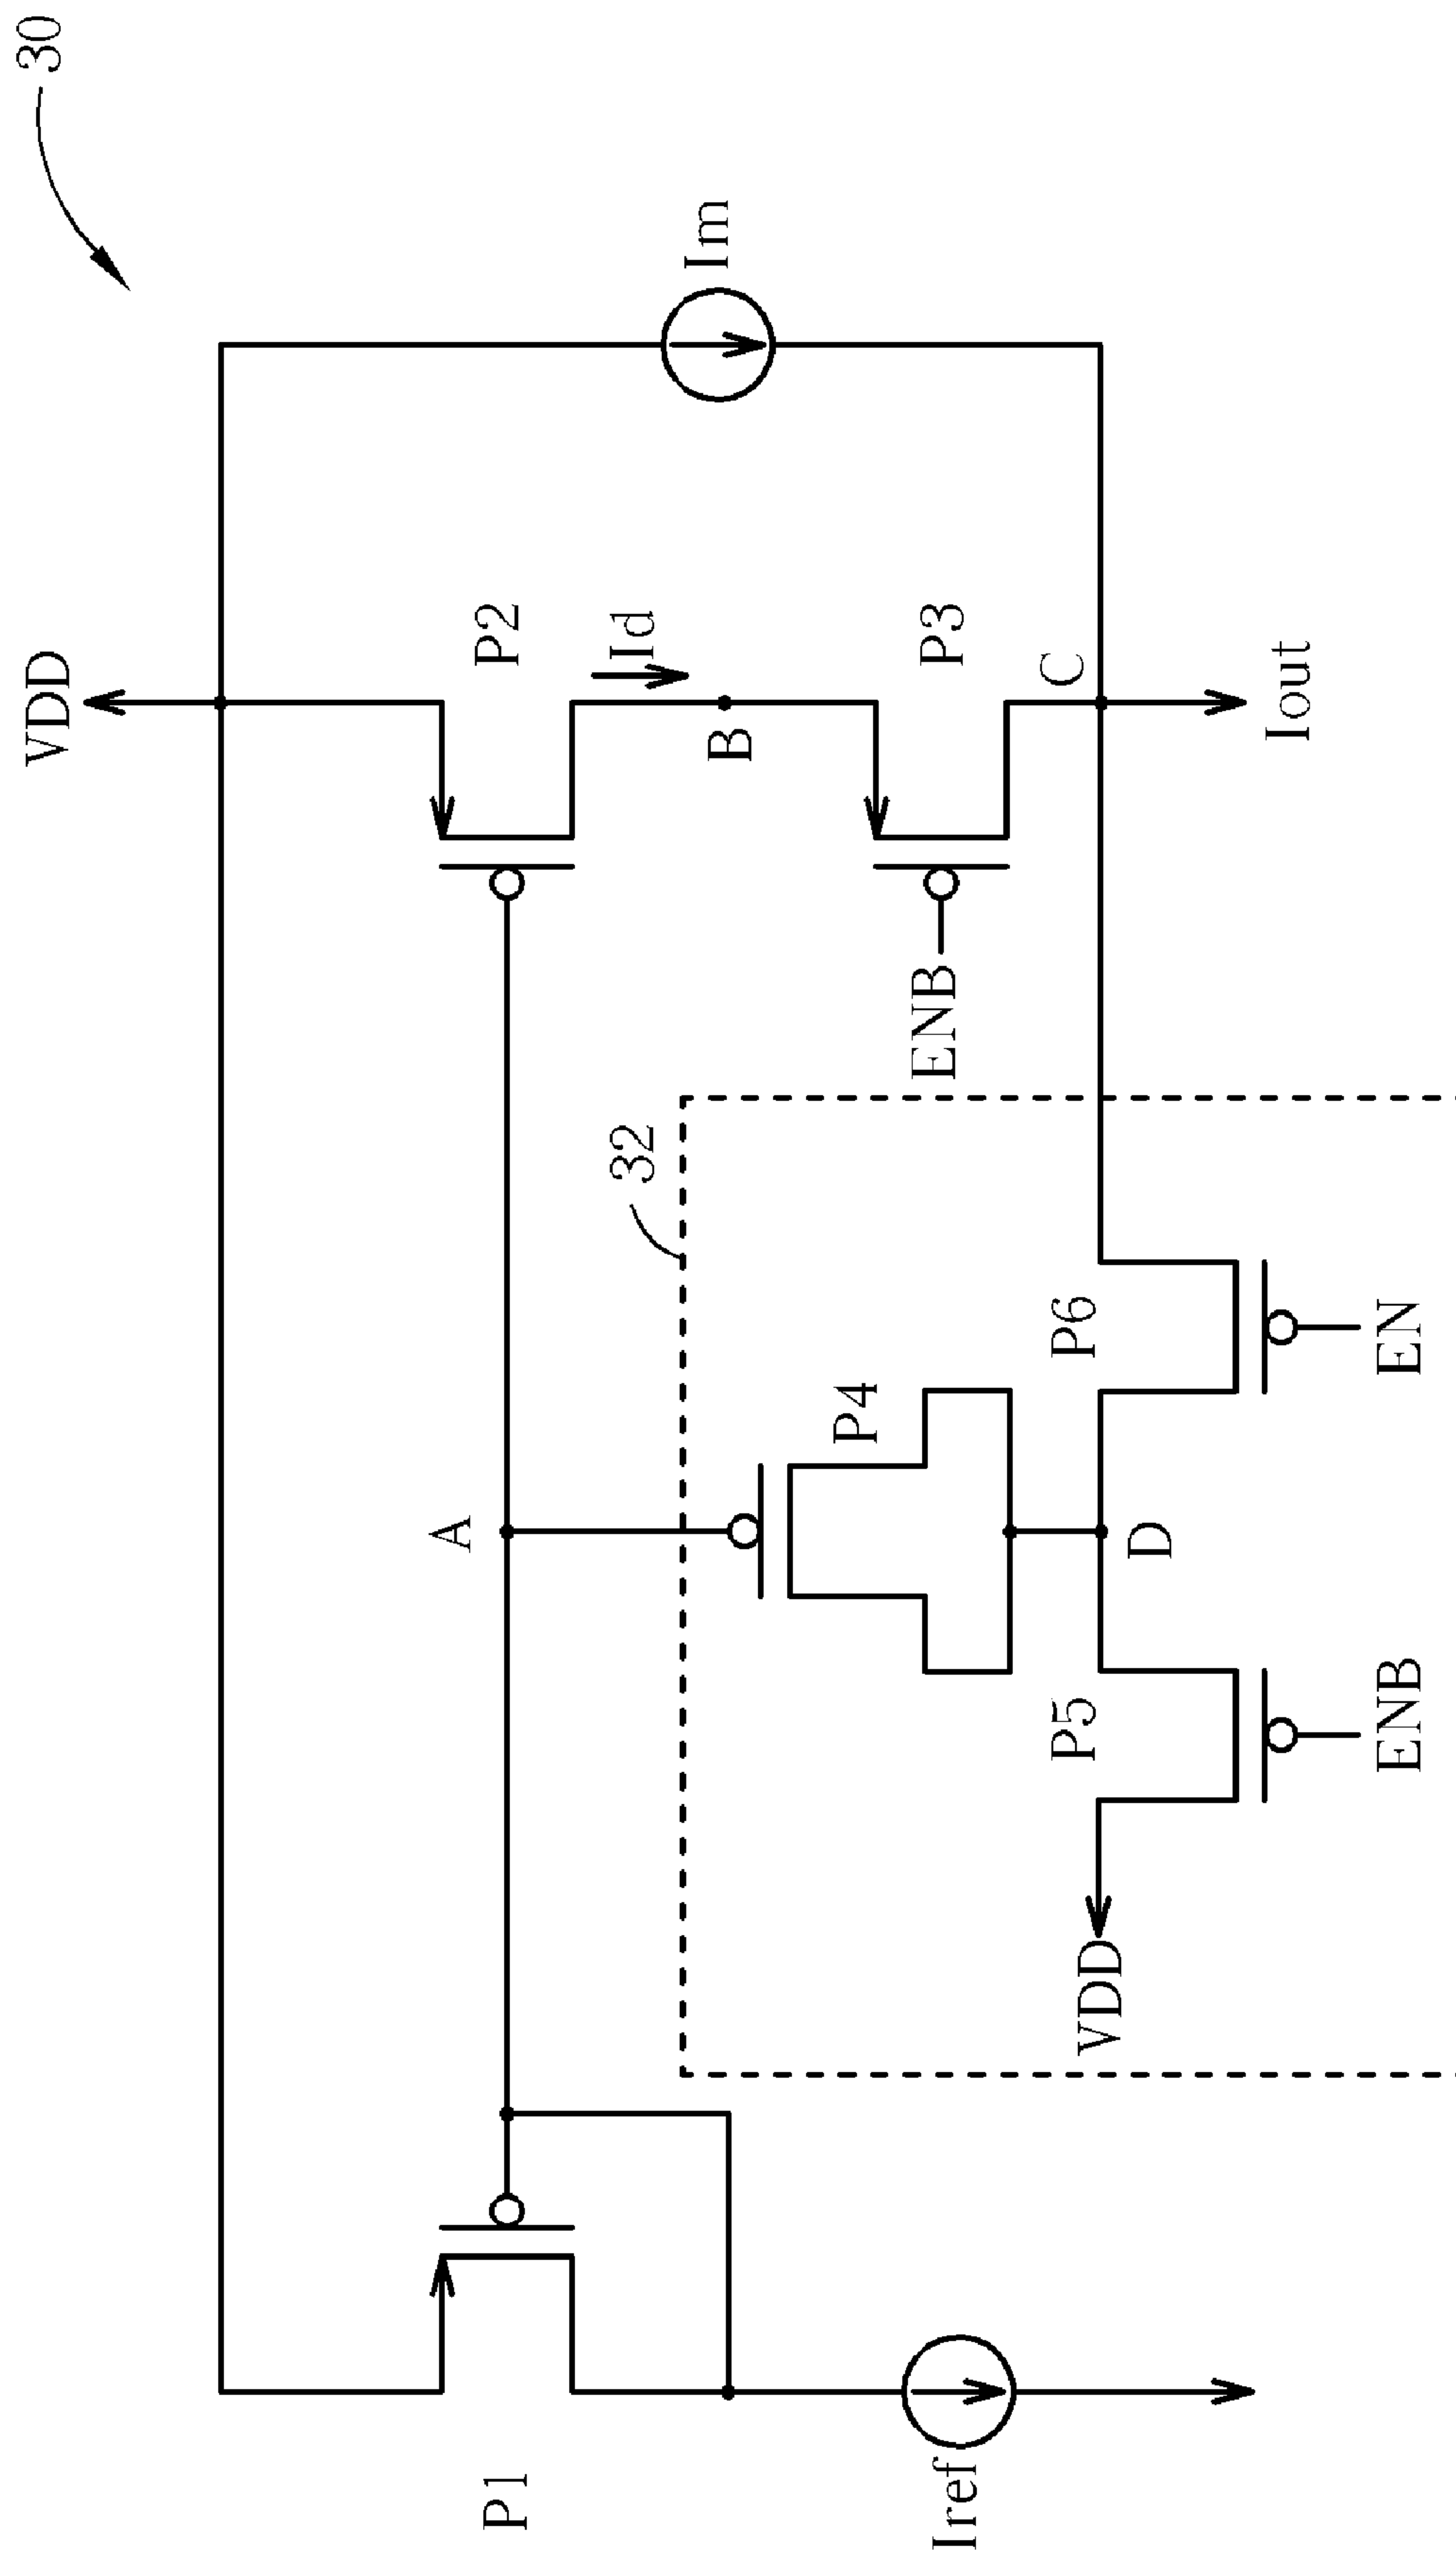 30
VDD
P1
P2
Id
Im
A
B
32
P4
ENB
P3
C
Iref
VDD
P5
D
P6
Iout
ENB
EN